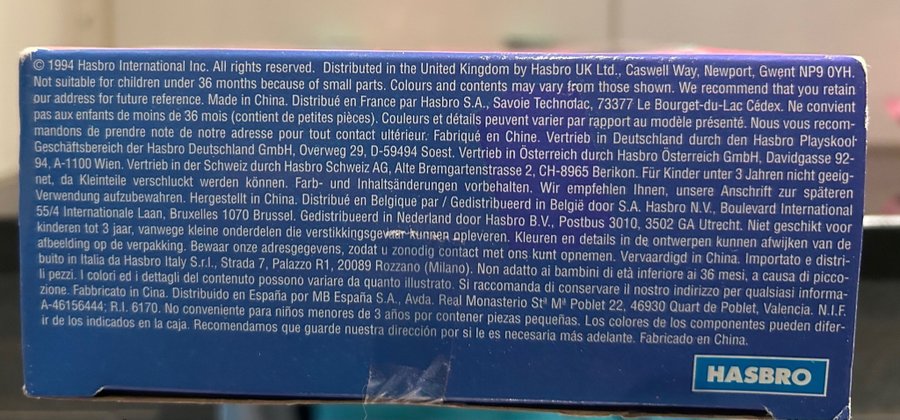 © 1994 Hasbro International Inc. All rights reserved. Distributed in the United Kingdom by Hasbro UK Ltd., Caswell Way, Newport, Gwent NP9 0YH.
Not suitable for children under 36 months because of small parts. Colours and contents may vary from those shown. We recommend that you retain
our address for future reference. Made in China. Distribué en France par Hasbro S.A., Savoie Technolac, 73377 Le Bourget-du-Lac Cédex. Ne convient
pas aux enfants de moins de 36 mois (contient de petites pièces). Couleurs et détails peuvent varier par rapport au modèle présenté. Nous vous recom-
mandons de prendre note de notre adresse pour tout contact ultérieur. Fabriqué en Chine. Vertrieb in Deutschland durch den Hasbro Playskool
Geschäftsbereich der Hasbro Deutschland GmbH, Overweg 29, D-59494 Soest. Vertrieb in Österreich durch Hasbro Österreich GmbH, Davidgasse 92-
94, A-1100 Wien. Vertrieb in der Schweiz durch Hasbro Schweiz AG, Alte Bremgartenstrasse 2, CH-8965 Berikon. Für Kinder unter 3 Jahren nicht geeig-
net, da Kleinteile verschluckt werden können. Farb- und Inhaltsänderungen vorbehalten. Wir empfehlen Ihnen, unsere Anschrift zur späteren
Verwendung aufzubewahren. Hergestellt in China. Distribué en Belgique par / Gedistribueerd in België door S.A. Hasbro N.V., Boulevard International
55/4 Internationale Laan, Bruxelles 1070 Brussel. Gedistribueerd in Nederland door Hasbro B.V., Postbus 3010, 3502 GA Utrecht. Niet geschikt voor
kinderen tot 3 jaar, vanwege kleine onderdelen die verstikkingsgevaar kunnen opleveren. Kleuren en details in de ontwerpen kunnen afwijken van de
afbeelding op de verpakking. Bewaar onze adresgegevens, zodat u zonodig contact met ons kunt opnemen. Vervaardigd in China. Importato e distri-
buito in Italia da Hasbro Italy S.r.l., Strada 7, Palazzo R1, 20089 Rozzano (Milano). Non adatto ai bambini di età inferiore ai 36 mesi, a causa di picco-
li pezzi. I colori ed i dettagli del contenuto possono variare da quanto illustrato. Si raccomanda di conservare il nostro indirizzo per qualsiasi informa-
zione. Fabbricato in Cina. Distribuido en España por MB España S.A., Avda. Real Monasterio Stª Mª Poblet 22, 46930 Quart de Poblet, Valencia. N.I.F.
A-46156444; R.I. 6170. No conveniente para niños menores de 3 años por contener piezas pequeñas. Los colores de los componentes pueden difer-
ir de los indicados en la caja. Recomendamos que guarde nuestra dirección por si le es necesaria más adelante. Fabricado en China.
HASBRO